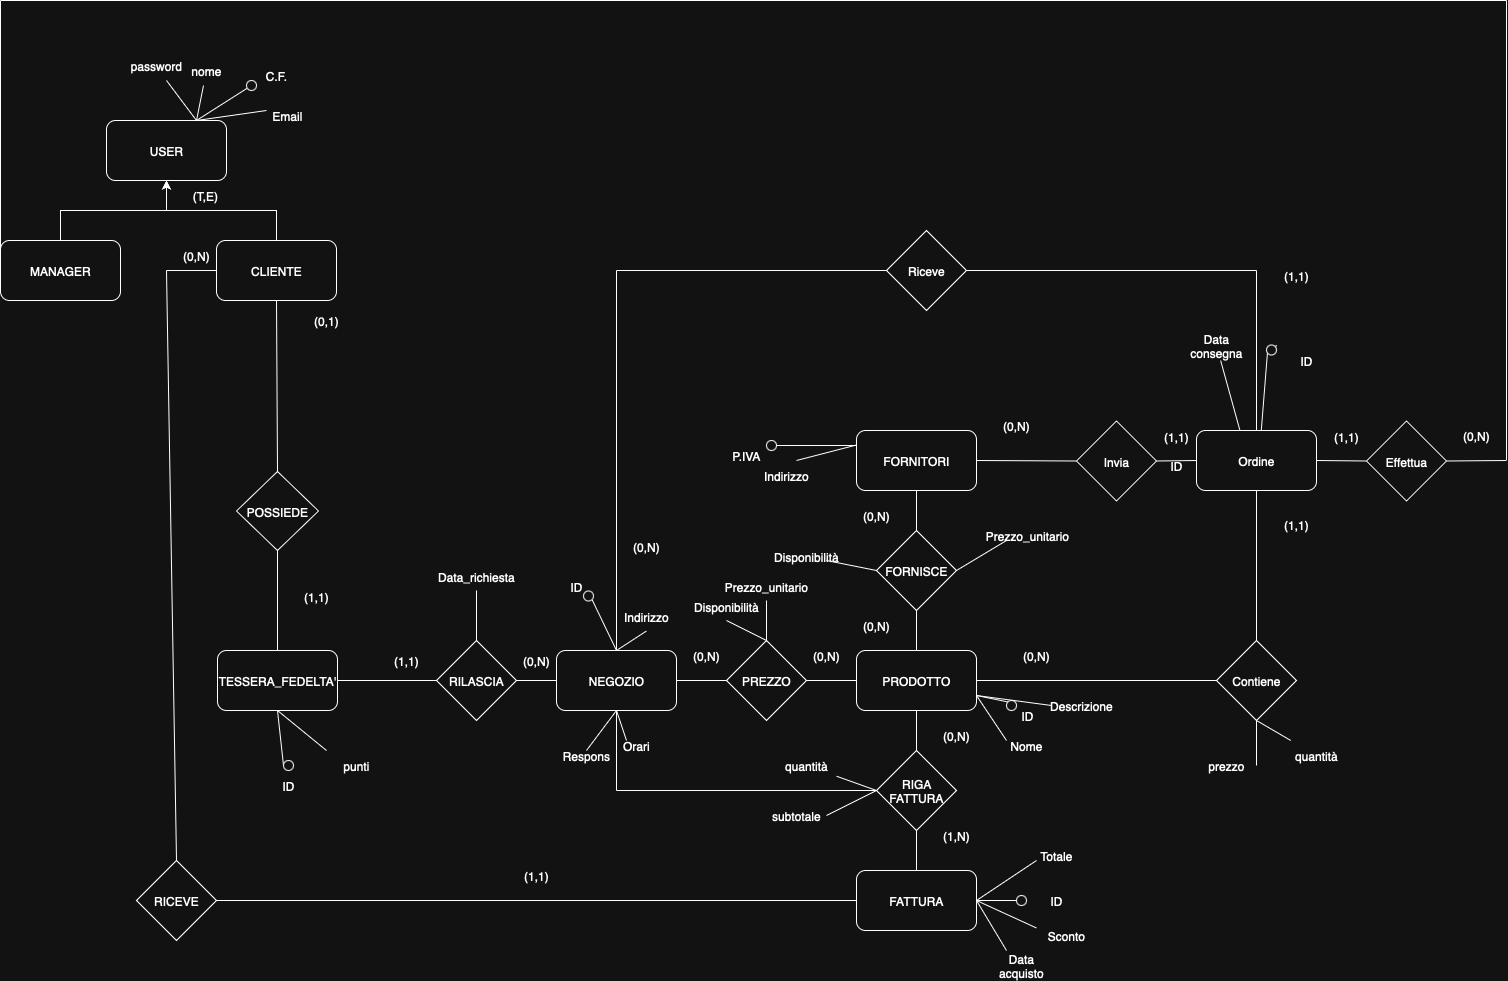 password
nome
C.F.
Email
USER
(T,E)
(0,N)
MANAGER
CLIENTE
Riceve
(1,1)
(0,1)
Data
consegna
ID
(0,N)
(1,1)
(1,1)
(0,N)
P.IVA
FORNITORI
Invia
ID
Ordine
Effettua
Indirizzo
POSSIEDE
(0,N)
(1,1)
(0,N)
Prezzo_unitario
Disponibilità
FORNISCE
Data_richiesta
ID
Prezzo_unitario
(1,1)
Disponibilità
Indirizzo
(0,N)
(1,1)
(0,N)
(0,N)
(0,N)
(0,N)
TESSERA_FEDELTA'
RILASCIA
NEGOZIO
PREZZO
PRODOTTO
Contiene
ID
Descrizione
(0,N)
Nome
Respons
Orari
quantità
prezzo
punti
ID
quantità
RIGA
FATTURA
subtotale
(1,N)
Totale
(1,1)
RICEVE
FATTURA
ID
Sconto
Data
acquisto